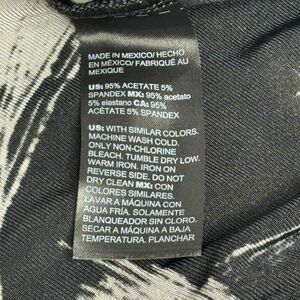 MADE IN MEXICO/ HECHO
EN MÉXICO/ FABRIQUÉ AU
MEXIQUE
US: 95% ACETATE 5%
SPANDEX MX: 95% acetato
5% elastano CA: 95%
ACÉTATE/ 5% SPANDEX
US: WITH SIMILAR COLORS.
MACHINE WASH COLD.
ONLY NON-CHLORINE
BLEACH. TUMBLE DRY LOW.
WARM IRON. IRON ON
REVERSE SIDE. DO NOT
DRY CLEAN MX: CON
COLORES SIMILARES.
LAVAR A MÁQUINA CON
AGUA FRÍA. SOLAMENTE
BLANQUEADOR SIN CLORO.
SECAR A MÁQUINA A BAJA
TEMPERATURA. PLANCHAR